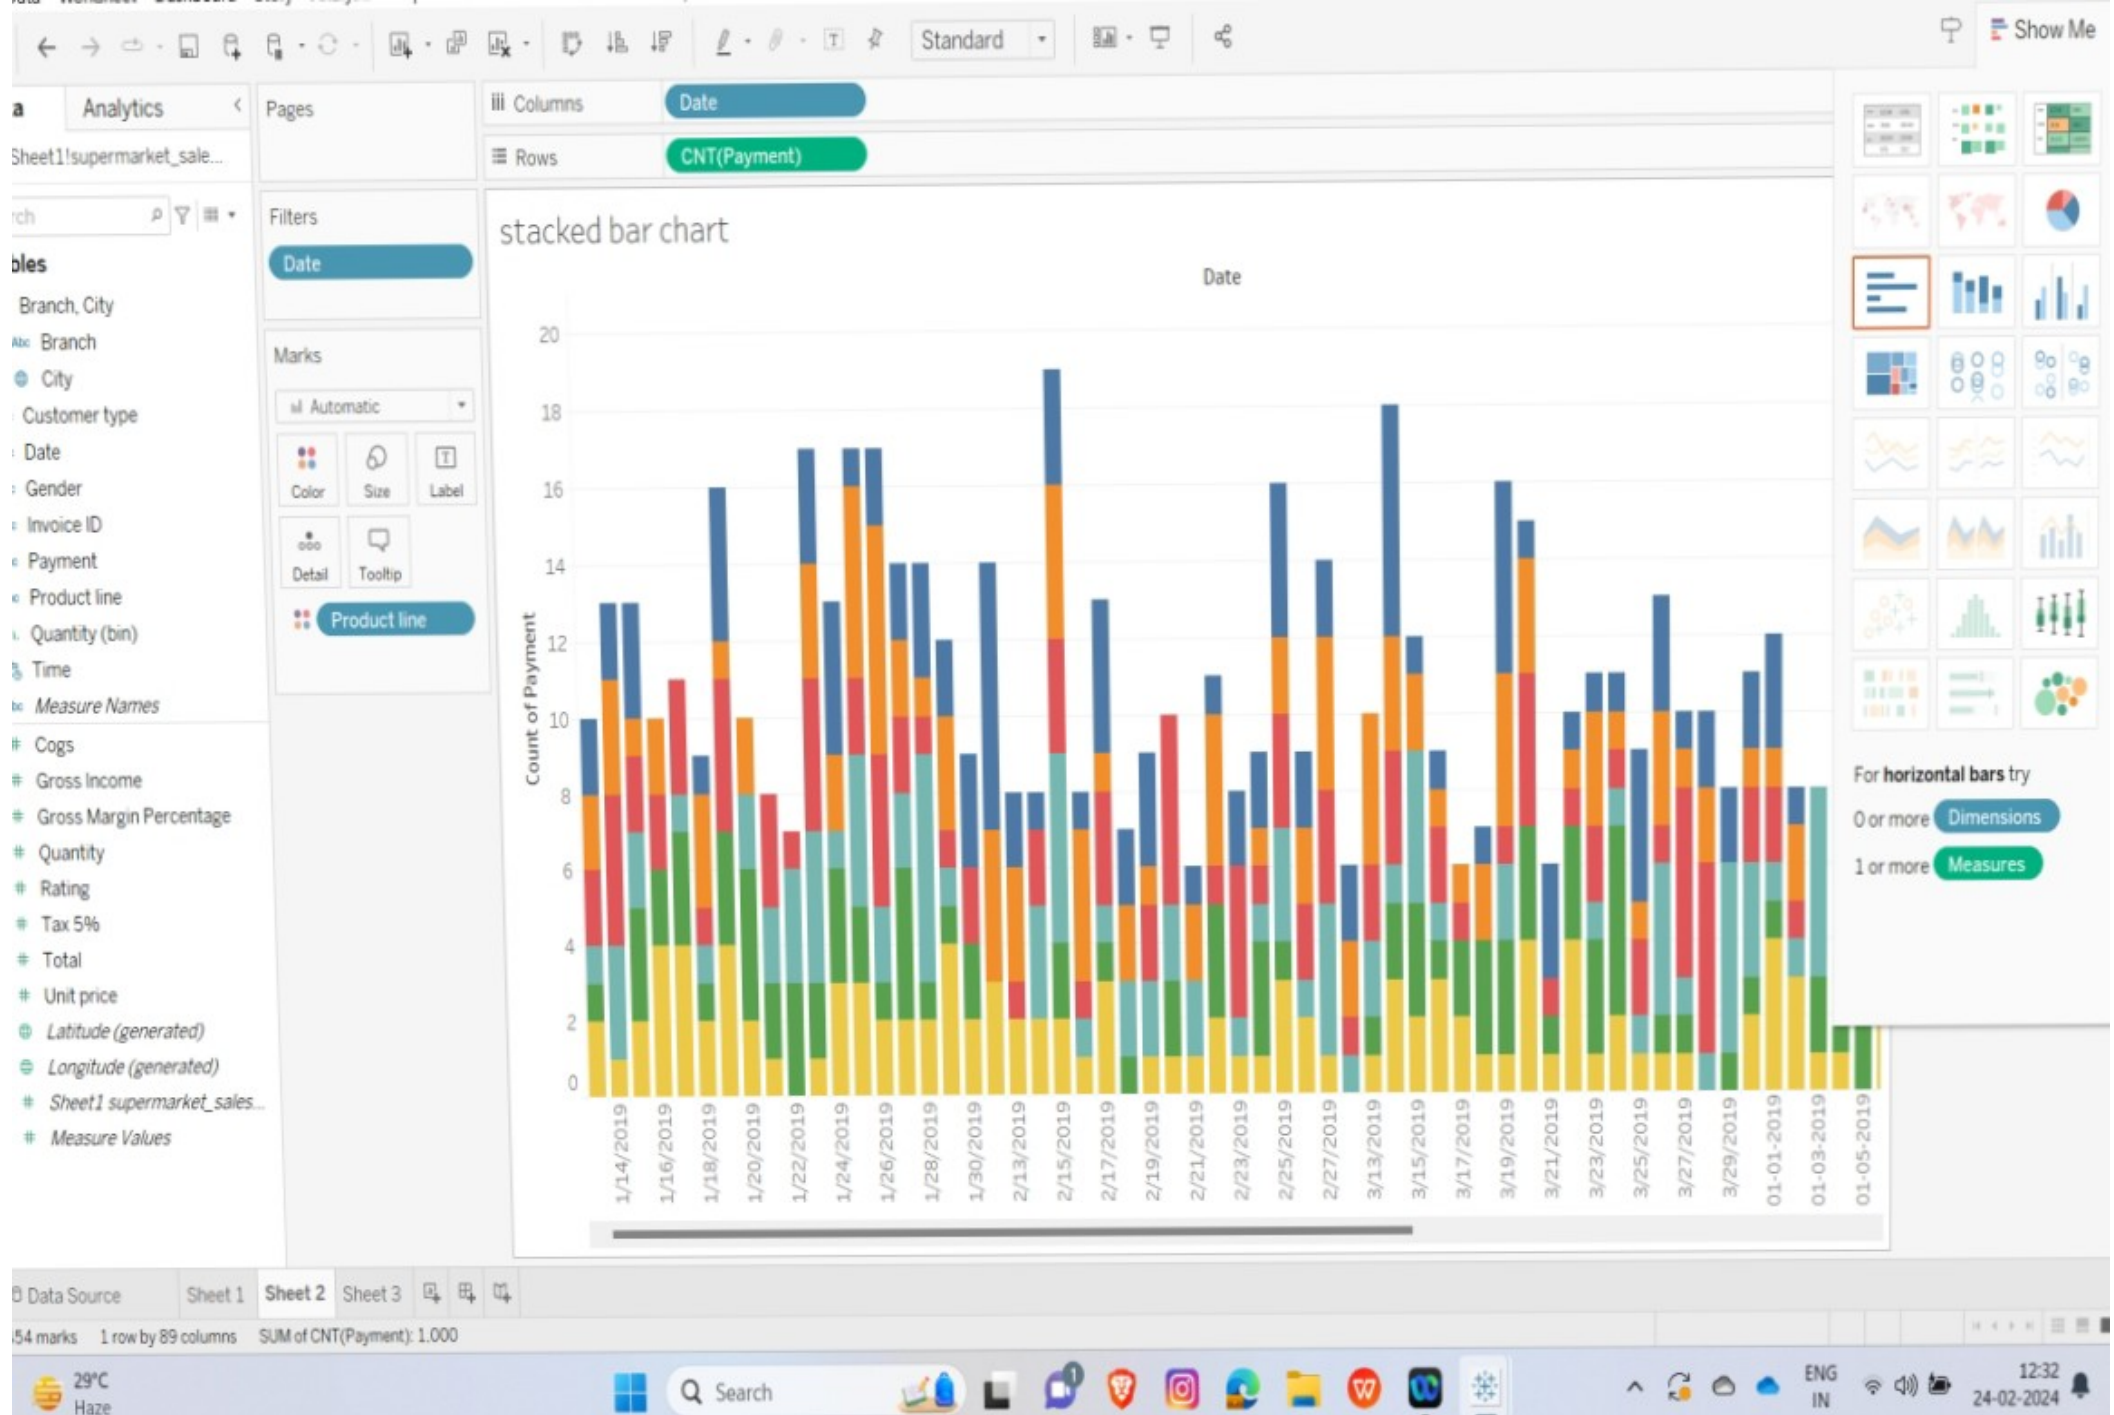 Standard
Show Me
Analytics
Pages
Columns
Date
Sheet1!supermarket_sale...
Rows
CNT(Payment)
Filters
Date
stacked bar chart
Date
Branch, City
Abc Branch
City
Customer type
Date
Gender
Invoice ID
Payment
Product line
Quantity (bin)
Time
Measure Names
Cogs
Gross Income
Gross Margin Percentage
Quantity
Rating
Tax 5%
Total
Unit price
Latitude (generated)
Longitude (generated)
Sheet1 supermarket_sales...
Measure Values
Marks
Automatic
Color
Size
Label
Detail
Tooltip
Product line
Count of Payment
20
18
16
14
12
10
8
6
4
2
0
1/14/2019
1/16/2019
1/18/2019
1/20/2019
1/22/2019
1/24/2019
1/26/2019
1/28/2019
1/30/2019
2/13/2019
2/15/2019
2/17/2019
2/19/2019
2/21/2019
2/23/2019
2/25/2019
2/27/2019
3/13/2019
3/15/2019
3/17/2019
3/19/2019
3/21/2019
3/23/2019
3/25/2019
3/27/2019
3/29/2019
01-01-2019
01-03-2019
01-05-2019
For horizontal bars try
0 or more Dimensions
1 or more Measures
Data Source
Sheet 1
Sheet 2
Sheet 3
54 marks
1 row by 89 columns
SUM of CNT(Payment): 1.000
29°C
Haze
Search
1
ENG
IN
12:32
24-02-2024